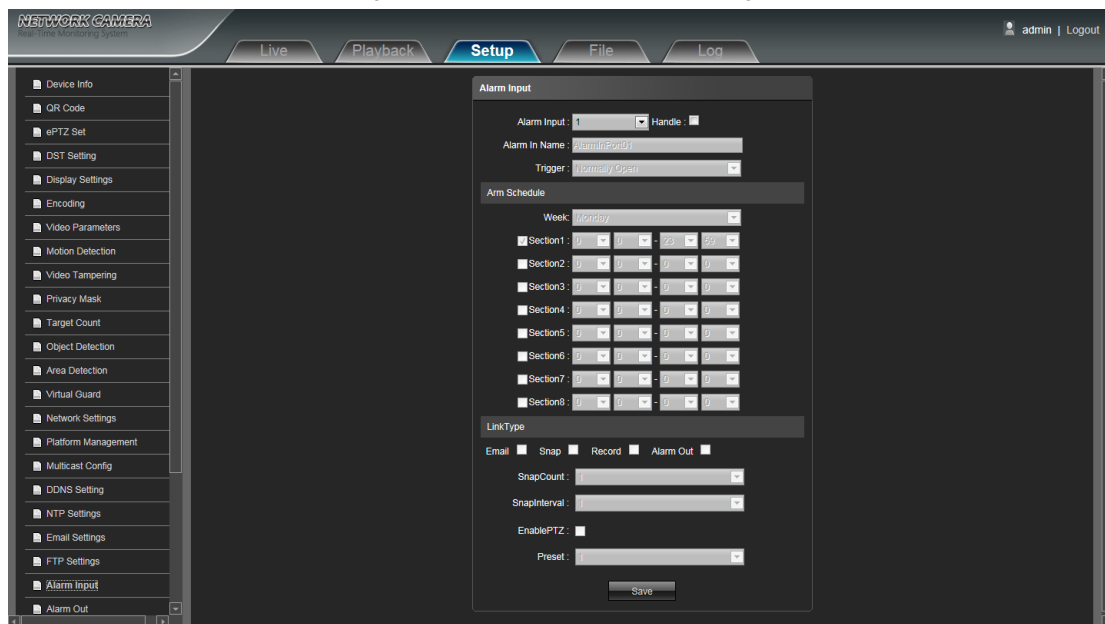 NETWORK CAMERA
Real-Time Monitoring System
admin | Logout
Live
Playback
Setup
File
Log
Device Info
QR Code
ePTZ Set
DST Setting
Display Settings
Encoding
Video Parameters
Motion Detection
Video Tampering
Privacy Mask
Target Count
Object Detection
Area Detection
Virtual Guard
Network Settings
Platform Management
Multicast Config
DDNS Setting
NTP Settings
Email Settings
FTP Settings
Alarm Input
Alarm Out
Alarm Input
Alarm Input : 1 Handle :
Alarm In Name : AlarmInPort01
Trigger : Normally Open
Arm Schedule
Week: Monday
Section1 : 0 0 - 23 59
Section2 : 0 0 - 0 0
Section3 : 0 0 - 0 0
Section4 : 0 0 - 0 0
Section5 : 0 0 - 0 0
Section6 : 0 0 - 0 0
Section7 : 0 0 - 0 0
Section8 : 0 0 - 0 0
LinkType
Email Snap Record Alarm Out
SnapCount : 1
SnapInterval : 1
EnablePTZ :
Preset : 1
Save